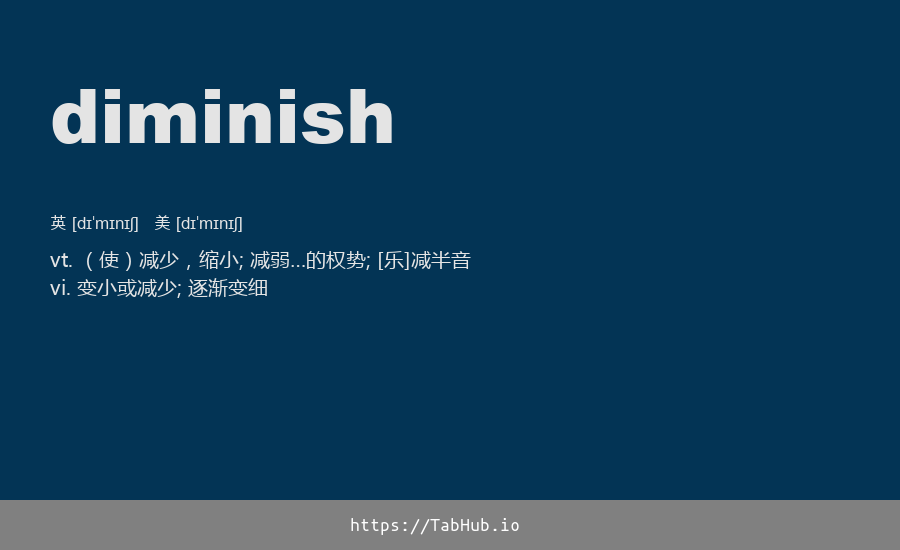 diminish
英 [dɪˈmɪnɪʃ] 美 [dɪˈmɪnɪʃ]
vt. （使）减少，缩小; 减弱…的权势; [乐]减半音
vi. 变小或减少; 逐渐变细
https://TabHub.io